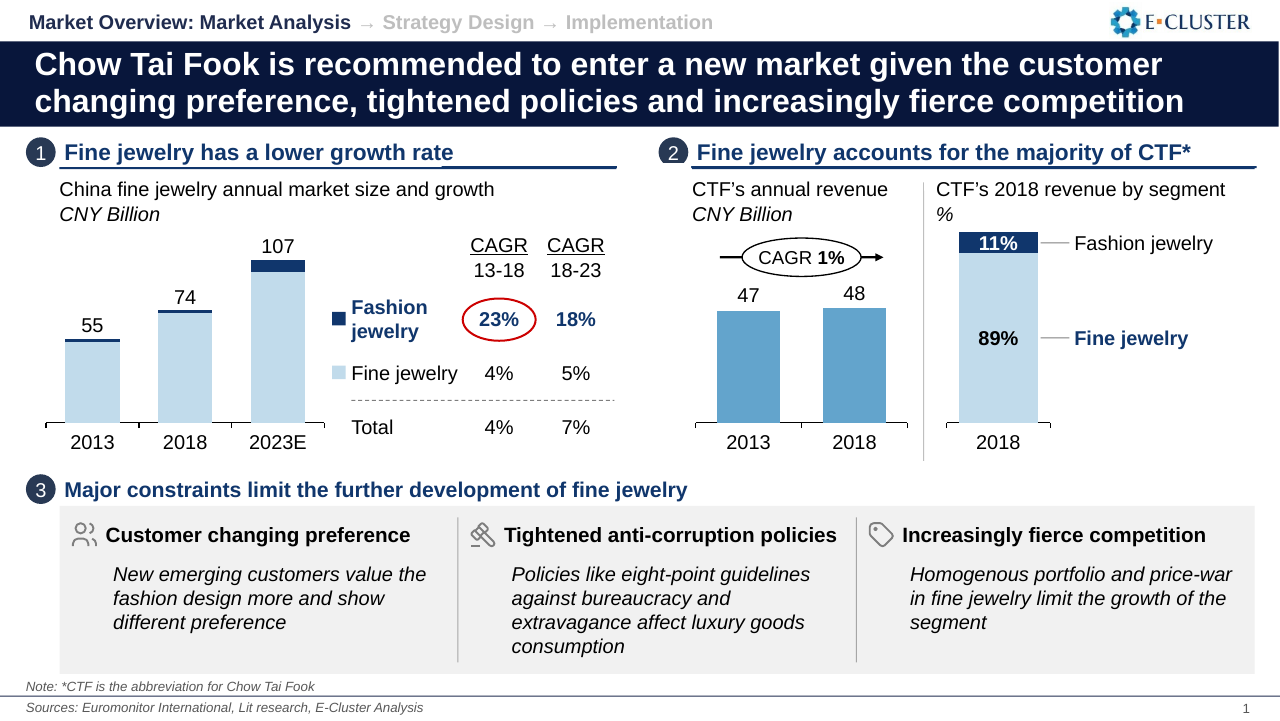 Market Overview: Market Analysis → Strategy Design → Implementation
E·CLUSTER
Chow Tai Fook is recommended to enter a new market given the customer
changing preference, tightened policies and increasingly fierce competition
1 Fine jewelry has a lower growth rate
China fine jewelry annual market size and growth
CNY Billion
55
74
107
2013
2018
2023E
CAGR CAGR
13-18 18-23
Fashion
jewelry
23% 18%
Fine jewelry 4% 5%
Total 4% 7%
2 Fine jewelry accounts for the majority of CTF*
CTF’s annual revenue
CNY Billion
CAGR 1%
47
48
2013
2018
CTF’s 2018 revenue by segment
%
11% Fashion jewelry
89% Fine jewelry
2018
3 Major constraints limit the further development of fine jewelry
Customer changing preference
New emerging customers value the
fashion design more and show
different preference
Tightened anti-corruption policies
Policies like eight-point guidelines
against bureaucracy and
extravagance affect luxury goods
consumption
Increasingly fierce competition
Homogenous portfolio and price-war
in fine jewelry limit the growth of the
segment
Note: *CTF is the abbreviation for Chow Tai Fook
Sources: Euromonitor International, Lit research, E-Cluster Analysis
1